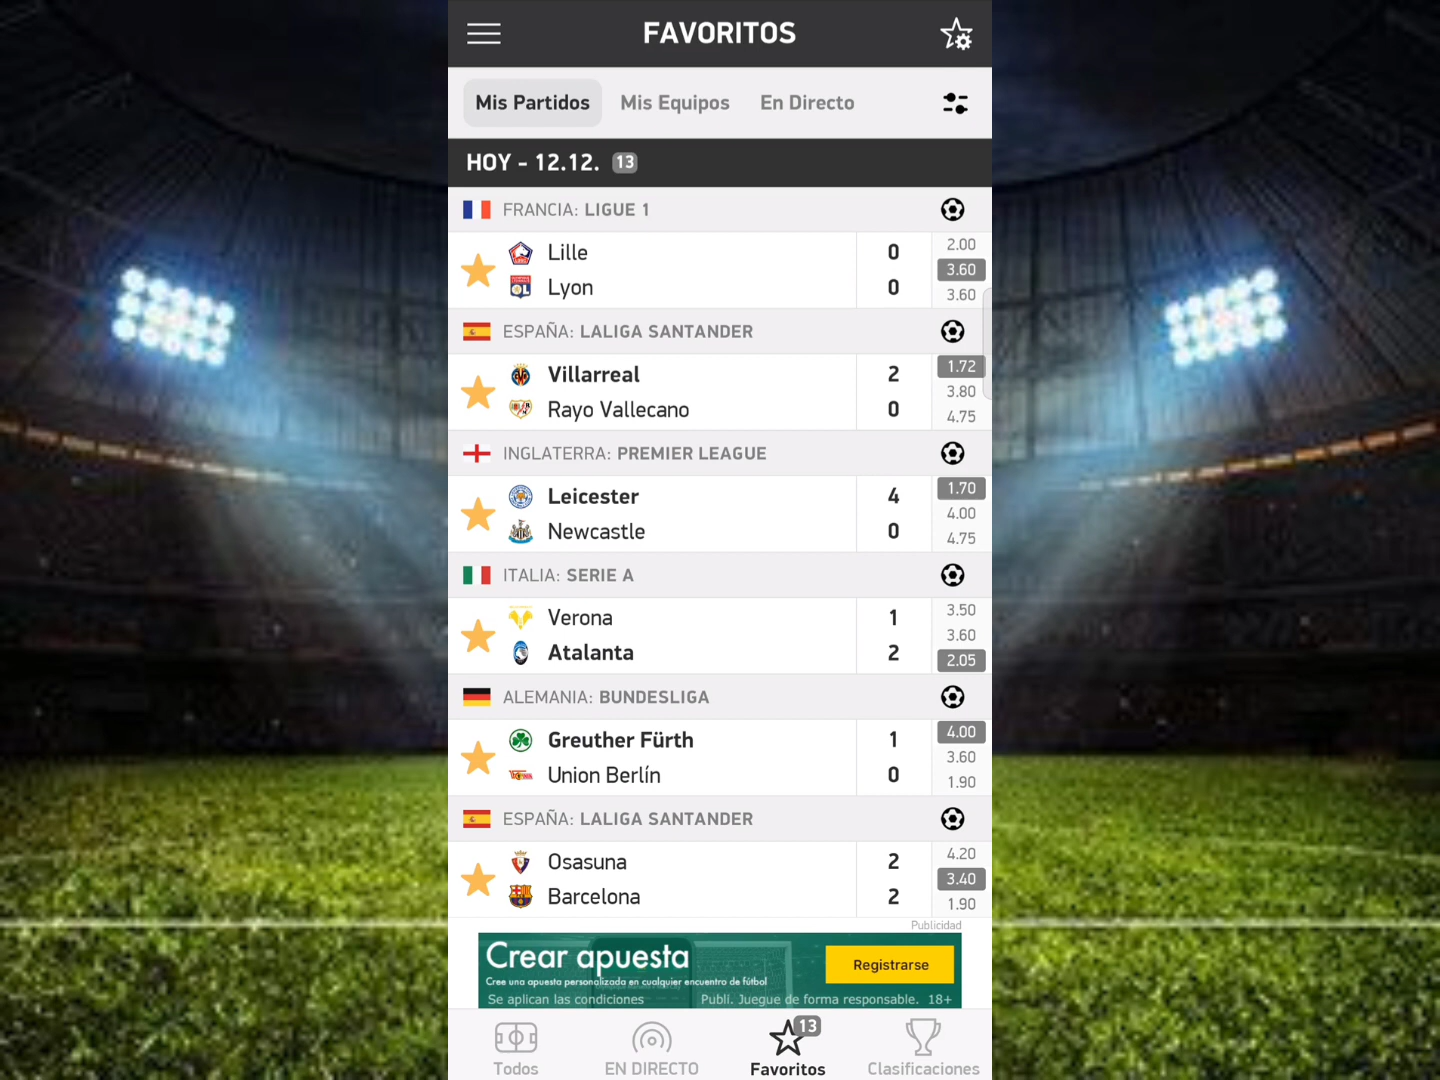 FAVORITOS
Mis Partidos Mis Equipos En Directo
HOY - 12.12. 13
FRANCIA: LIGUE 1
Lille 0 2.00
3.60
Lyon 0 3.60
ESPAÑA: LALIGA SANTANDER
Villarreal 2 1.72
3.80
Rayo Vallecano 0 4.75
INGLATERRA: PREMIER LEAGUE
Leicester 4 1.70
4.00
Newcastle 0 4.75
ITALIA: SERIE A
Verona 1 3.50
3.60
Atalanta 2 2.05
ALEMANIA: BUNDESLIGA
Greuther Fürth 1 4.00
3.60
Union Berlín 0 1.90
ESPAÑA: LALIGA SANTANDER
Osasuna 2 4.20
3.40
Barcelona 2 1.90
Publicidad
Crear apuesta
Registrarse
Cree una apuesta personalizada en cualquier encuentro de fútbol
Se aplican las condiciones Publi. Juegue de forma responsable. 18+
13
Todos EN DIRECTO Favoritos Clasificaciones